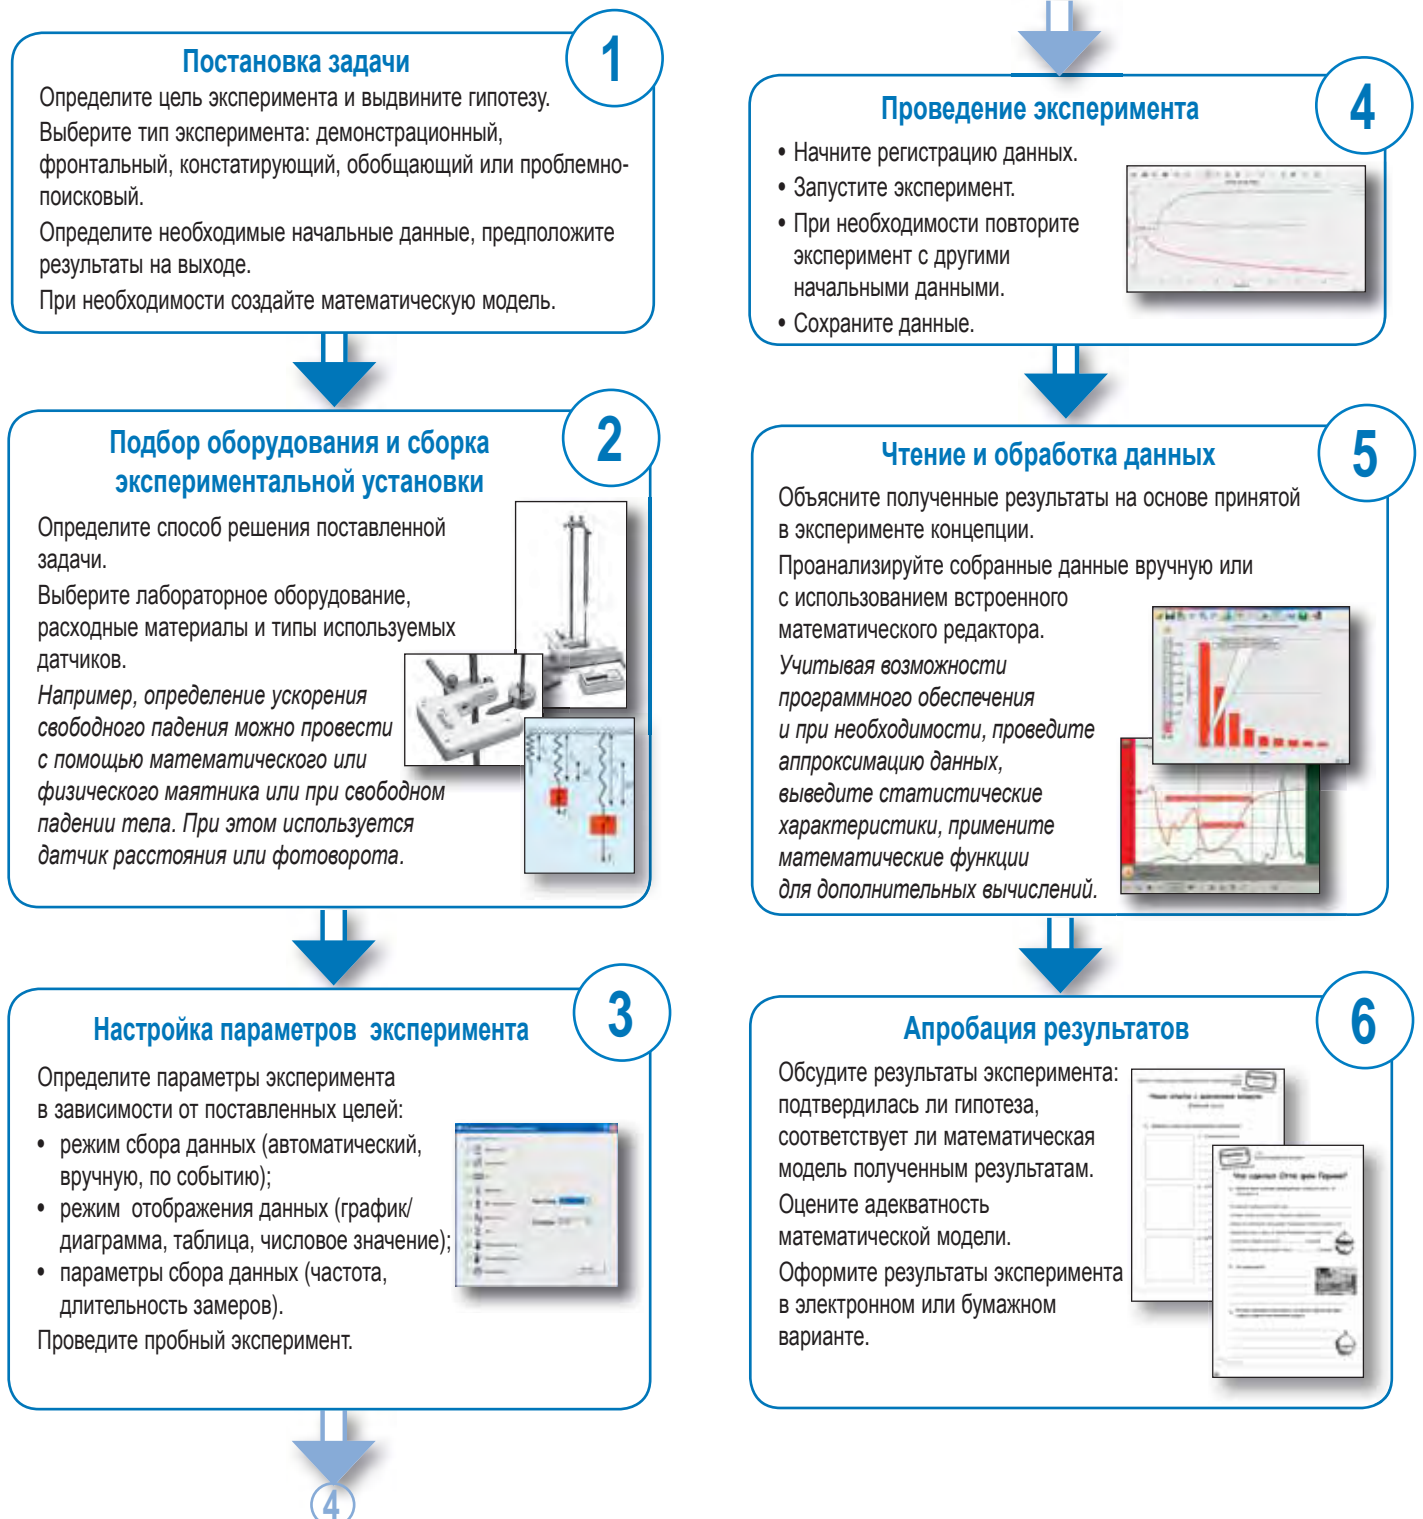 1
Постановка задачи
Определите цель эксперимента и выдвините гипотезу.
Выберите тип эксперимента: демонстрационный,
фронтальный, констатирующий, обобщающий или проблемно-
поисковый.
Определите необходимые начальные данные, предположите
результаты на выходе.
При необходимости создайте математическую модель.
2
Подбор оборудования и сборка
экспериментальной установки
Определите способ решения поставленной
задачи.
Выберите лабораторное оборудование,
расходные материалы и типы используемых
датчиков.
Например, определение ускорения
свободного падения можно провести
с помощью математического или
физического маятника или при свободном
падении тела. При этом используется
датчик расстояния или фотоворота.
3
Настройка параметров эксперимента
Определите параметры эксперимента
в зависимости от поставленных целей:
• режим сбора данных (автоматический,
вручную, по событию);
• режим отображения данных (график/
диаграмма, таблица, числовое значение);
• параметры сбора данных (частота,
длительность замеров).
Проведите пробный эксперимент.
4
4
Проведение эксперимента
• Начните регистрацию данных.
• Запустите эксперимент.
• При необходимости повторите
эксперимент с другими
начальными данными.
• Сохраните данные.
5
Чтение и обработка данных
Объясните полученные результаты на основе принятой
в эксперименте концепции.
Проанализируйте собранные данные вручную или
с использованием встроенного
математического редактора.
Учитывая возможности
программного обеспечения
и при необходимости, проведите
аппроксимацию данных,
выведите статистические
характеристики, примените
математические функции
для дополнительных вычислений.
6
Апробация результатов
Обсудите результаты эксперимента:
подтвердилась ли гипотеза,
соответствует ли математическая
модель полученным результатам.
Оцените адекватность
математической модели.
Оформите результаты эксперимента
в электронном или бумажном
варианте.
Что сделал Отто фон Герике?